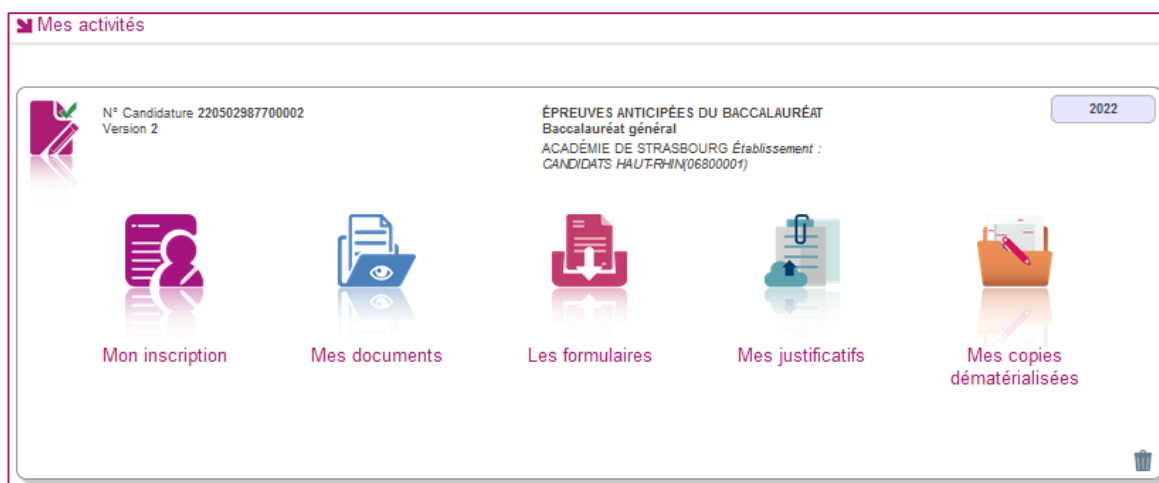 Mes activités
N° Candidature 220502987700002
Version 2
ÉPREUVES ANTICIPÉES DU BACCALAURÉAT
Baccalauréat général
ACADÉMIE DE STRASBOURG Établissement :
CANDIDATS HAUT-RHIN(06800001)
2022
Mon inscription
Mes documents
Les formulaires
Mes justificatifs
Mes copies
dématérialisées